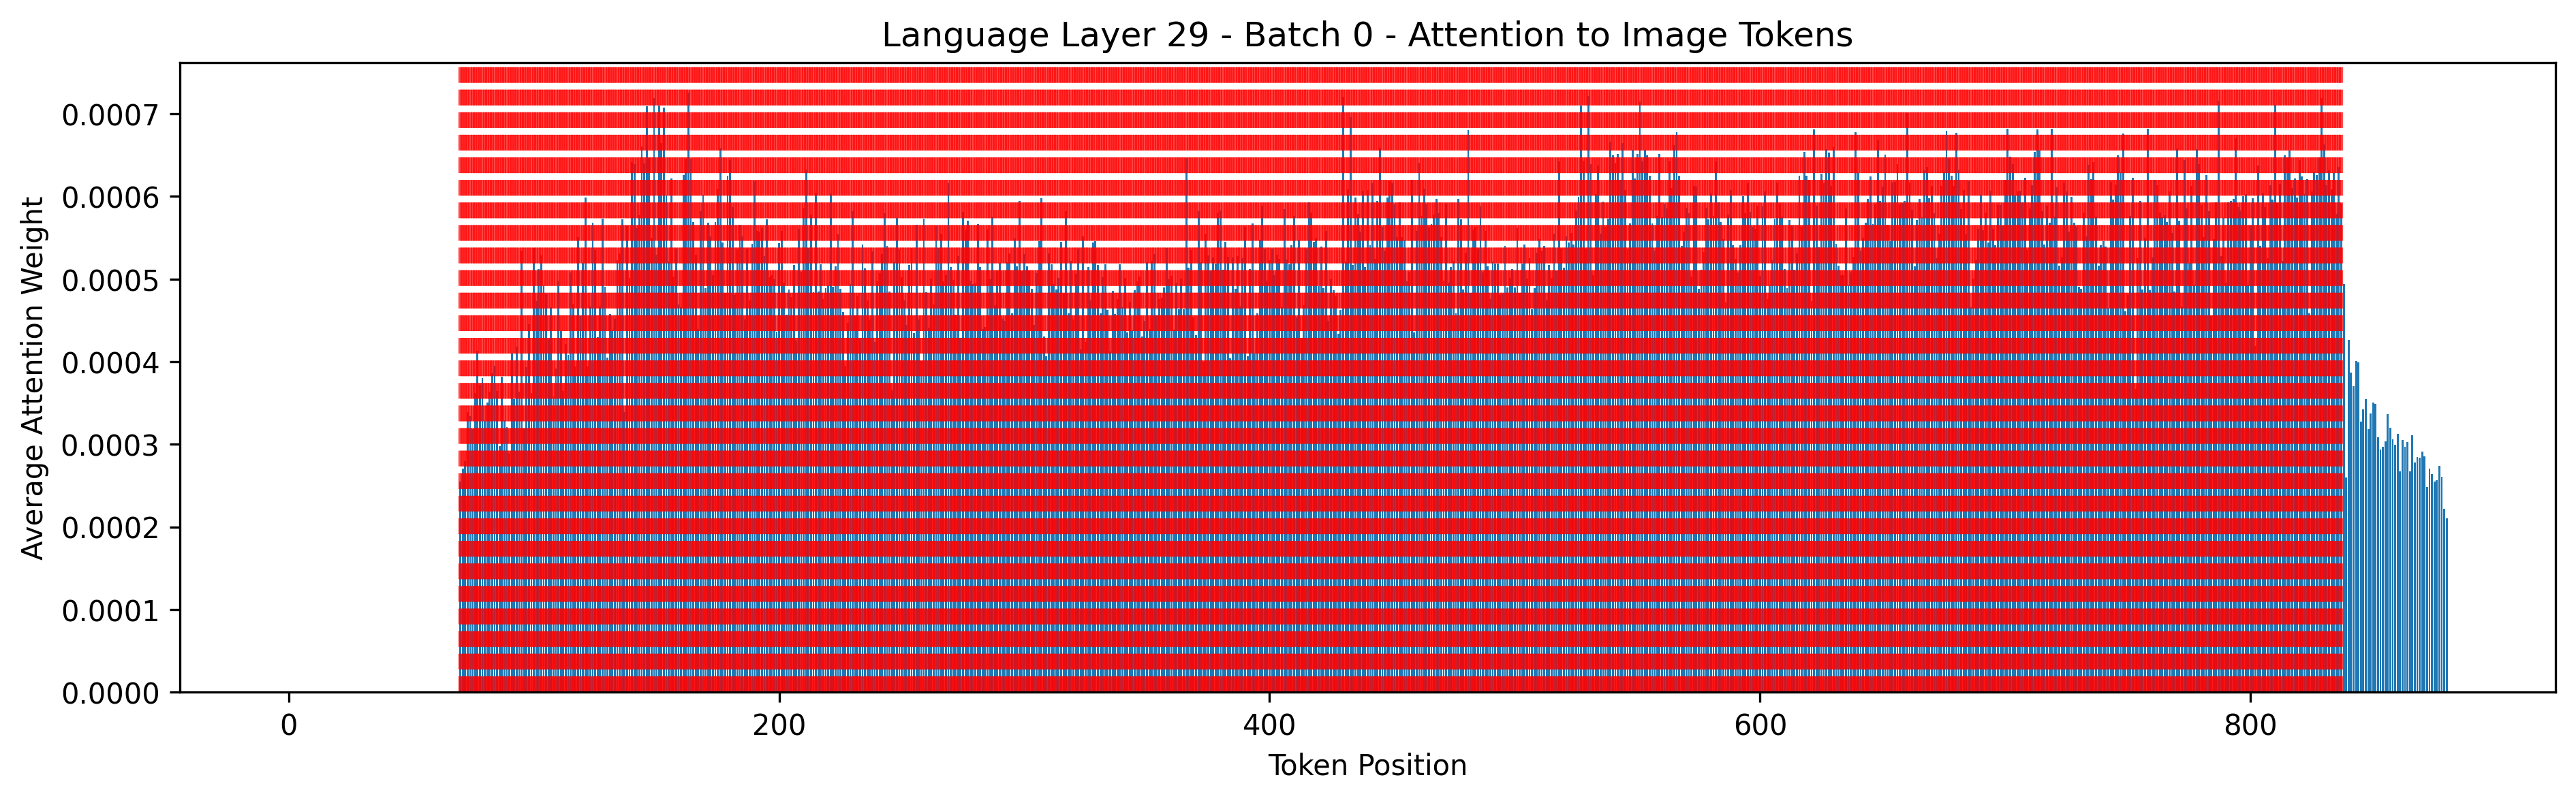 Language Layer 29 - Batch 0 - Attention to Image Tokens
Average Attention Weight
0.0007
0.0006
0.0005
0.0004
0.0003
0.0002
0.0001
0.0000
0 200 400 600 800
Token Position